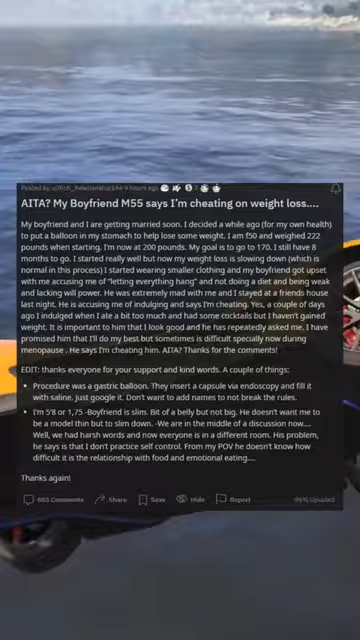 Posted by u/Rich_Relationship144 9 hours ago
AITA? My Boyfriend M55 says I'm cheating on weight loss....
My boyfriend and I are getting married soon. I decided a while ago (for my own health)
to put a balloon in my stomach to help lose some weight. I am f50 and weighed 222
pounds when starting. I'm now at 200 pounds. My goal is to go to 170. I still have 8
months to go. I started really well but now my weight loss is slowing down (which is
normal in this process) I started wearing smaller clothing and my boyfriend got upset
with me accusing me of "letting everything hang" and not doing a diet and being weak
and lacking will power. He was extremely mad with me and I stayed at a friends house
last night. He is accusing me of indulging and says I'm cheating. Yes, a couple of days
ago I indulged when I ate a bit too much and had some cocktails but I haven't gained
weight. It is important to him that I look good and he has repeatedly asked me. I have
promised him that I'll do my best but sometimes is difficult specially now during
menopause . He says I'm cheating him. AITA? Thanks for the comments!
EDIT: thanks everyone for your support and kind words. A couple of things:
• Procedure was a gastric balloon. They insert a capsule via endoscopy and fill it
with saline. Just google it. Don't want to add names to not break the rules.
• I'm 5'8 or 1,75 -Boyfriend is slim. Bit of a belly but not big. He doesn't want me to
be a model thin but to slim down. -We are in the middle of a discussion now....
Well, we had harsh words and now everyone is in a different room. His problem,
he says is that I don't practice self control. From my POV he doesn't know how
difficult it is the relationship with food and emotional eating....
Thanks again!
603 Comments Share Save Hide Report 95% Upvoted